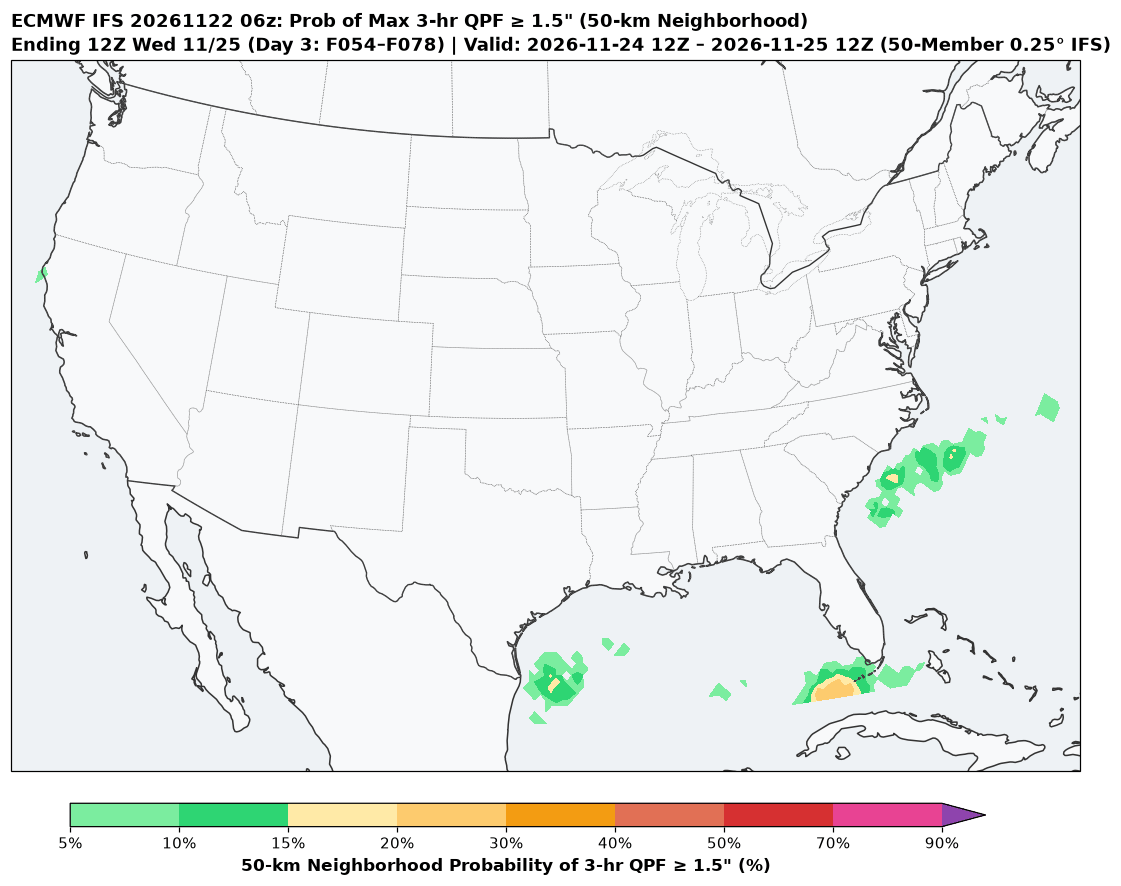 ECMWF IFS 20261122 06z: Prob of Max 3-hr QPF ≥ 1.5" (50-km Neighborhood)
Ending 12Z Wed 11/25 (Day 3: F054–F078) | Valid: 2026-11-24 12Z – 2026-11-25 12Z (50-Member 0.25° IFS)
5% 10% 15% 20% 30% 40% 50% 70% 90%
50-km Neighborhood Probability of 3-hr QPF ≥ 1.5" (%)